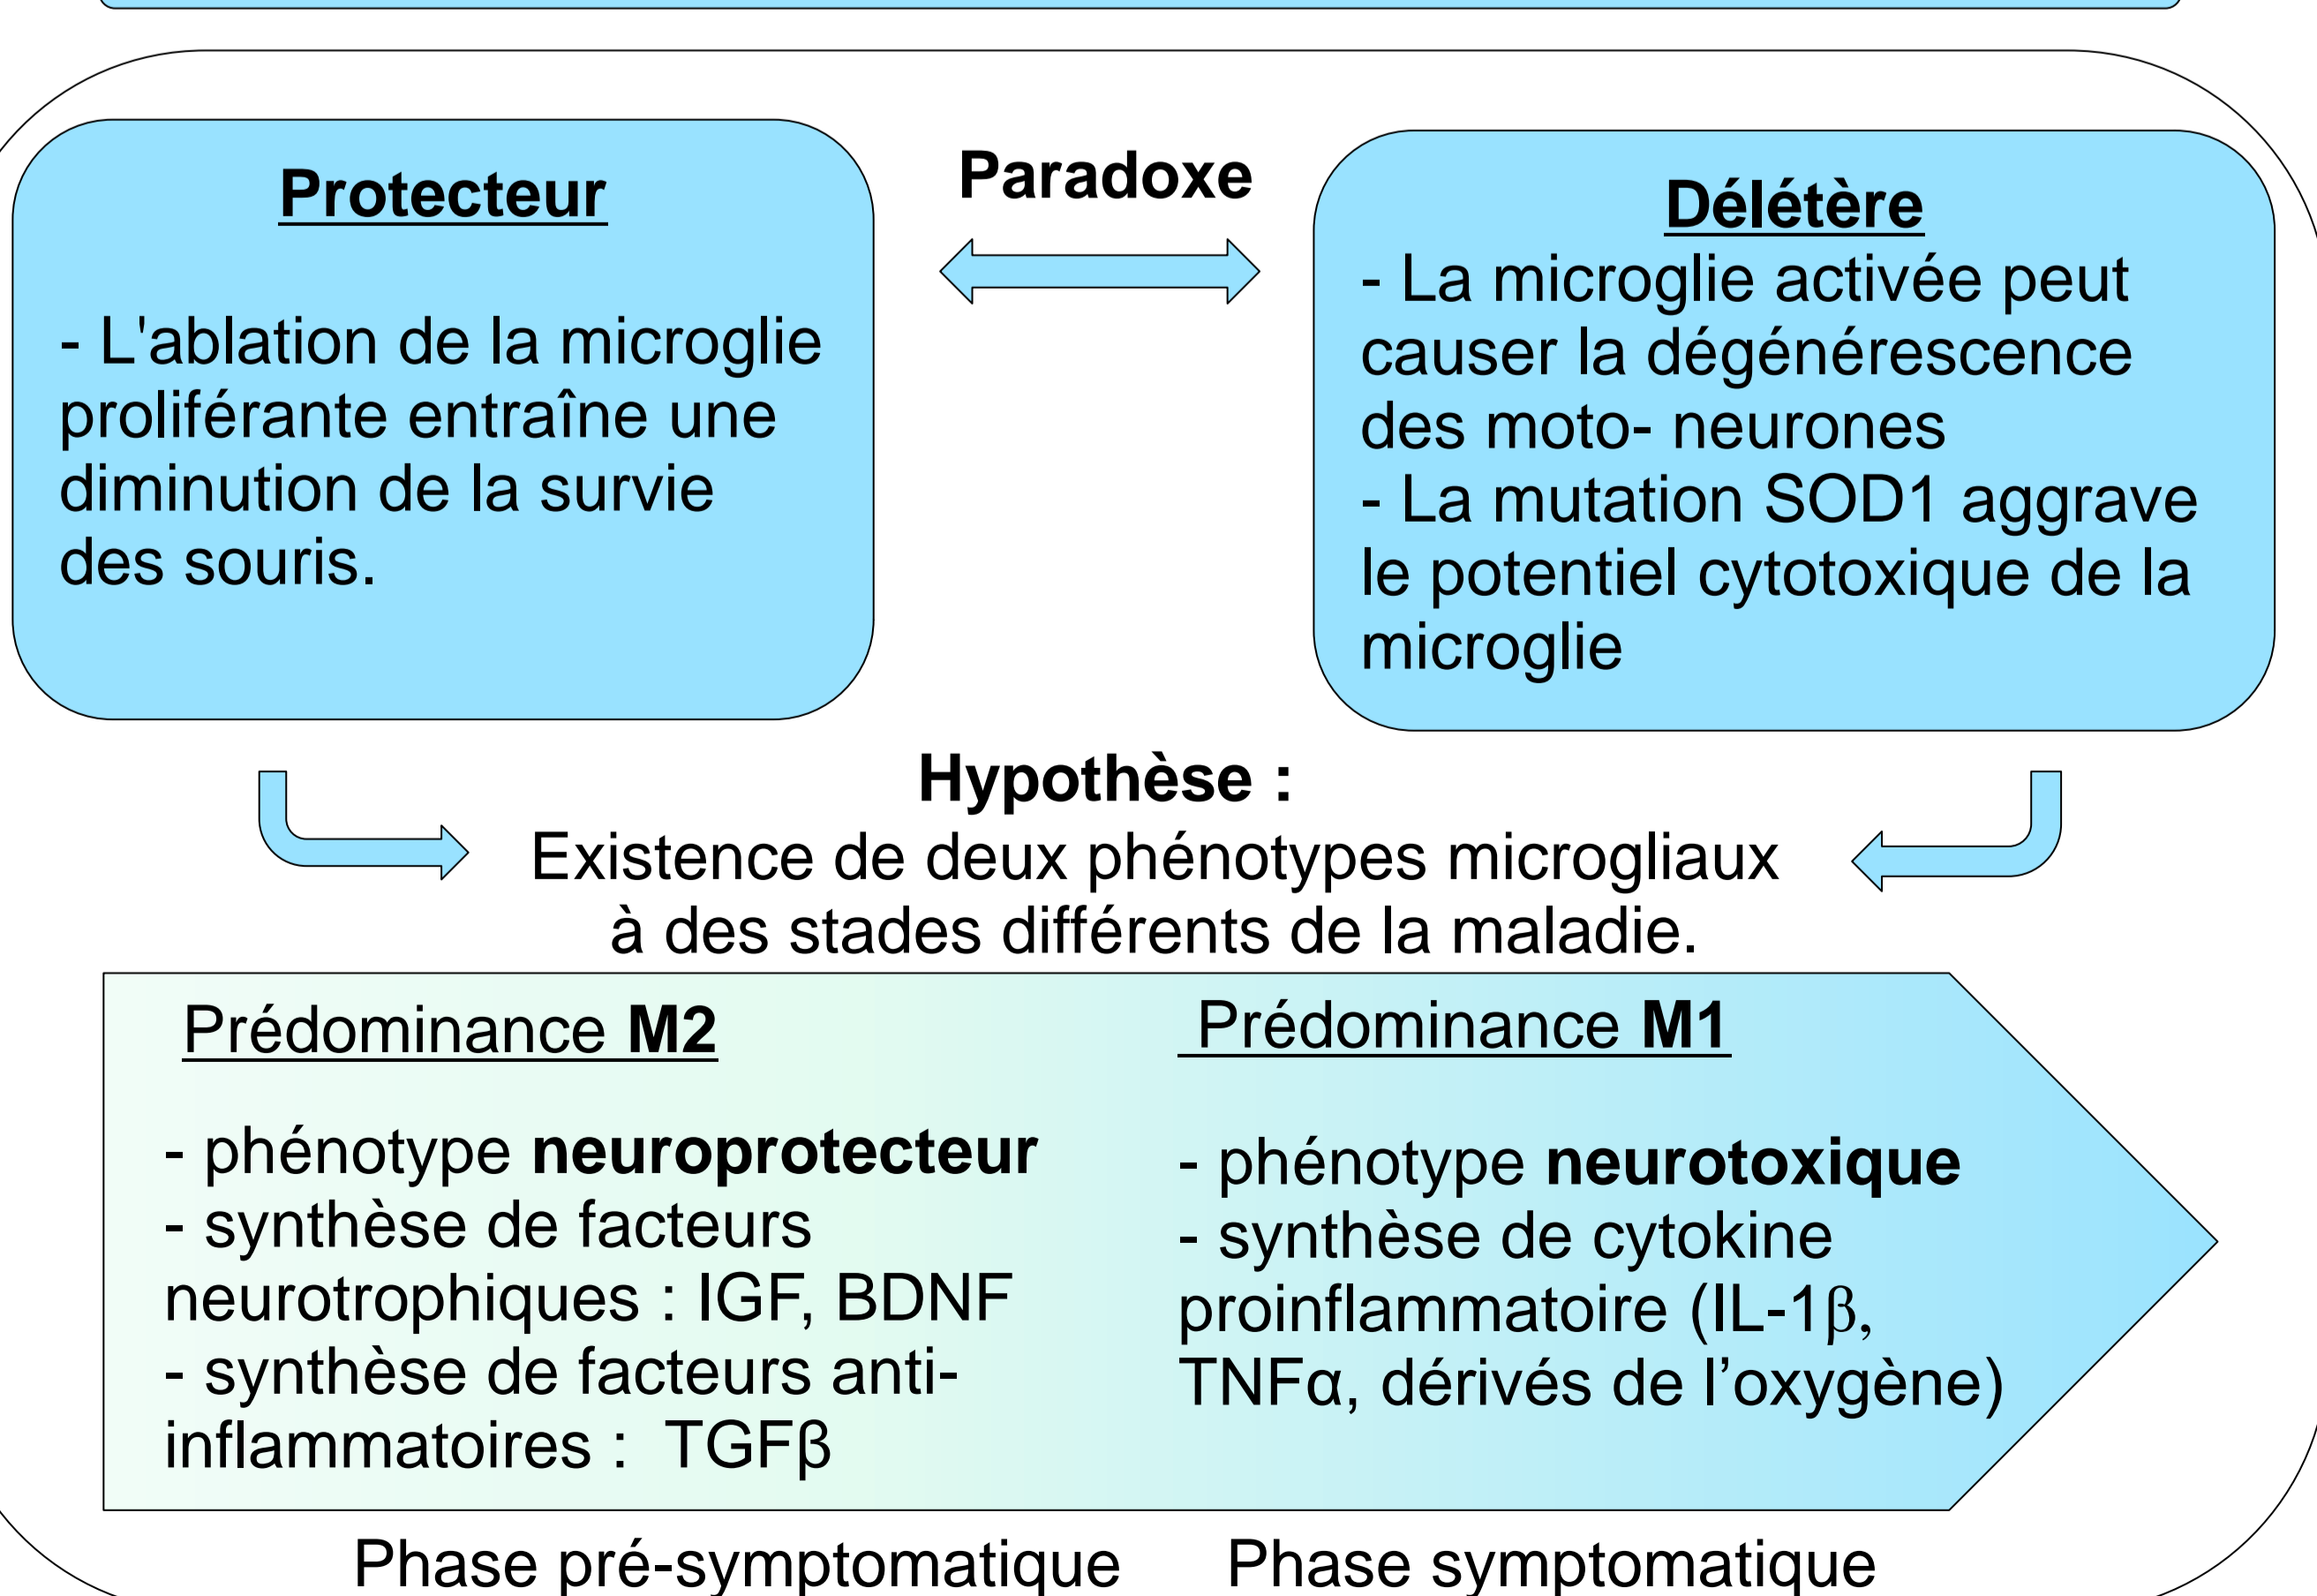 Protecteur
- L'ablation de la microglie
proliférante entraîne une
diminution de la survie
des souris.
Paradoxe
Délétère
- La microglie activée peut
causer la dégénérescence
des moto- neurones
- La mutation SOD1 aggrave
le potentiel cytotoxique de la
microglie
Hypothèse :
Existence de deux phénotypes microgliaux
à des stades différents de la maladie.
Prédominance M2
- phénotype neuroprotecteur
- synthèse de facteurs
neurotrophiques : IGF, BDNF
- synthèse de facteurs anti-
inflammatoires : TGFβ
Prédominance M1
- phénotype neurotoxique
- synthèse de cytokine
proinflammatoire (IL-1β,
TNFα, dérivés de l’oxygène)
Phase pré-symptomatique
Phase symptomatique